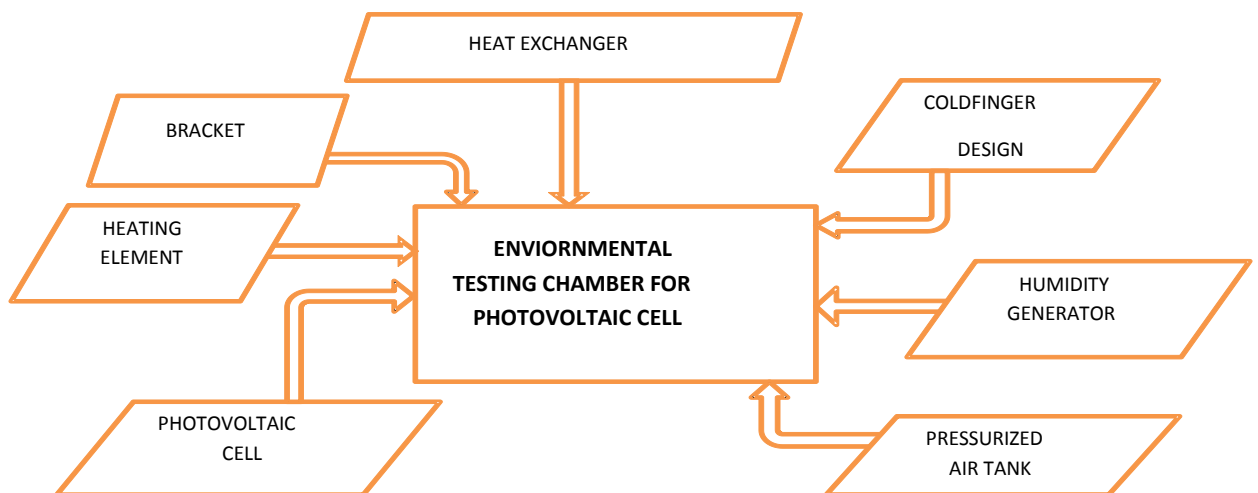 HEAT EXCHANGER
BRACKET
COLDFINGER
DESIGN
HEATING
ELEMENT
ENVIORNMENTAL
TESTING CHAMBER FOR
PHOTOVOLTAIC CELL
HUMIDITY
GENERATOR
PHOTOVOLTAIC
CELL
PRESSURIZED
AIR TANK